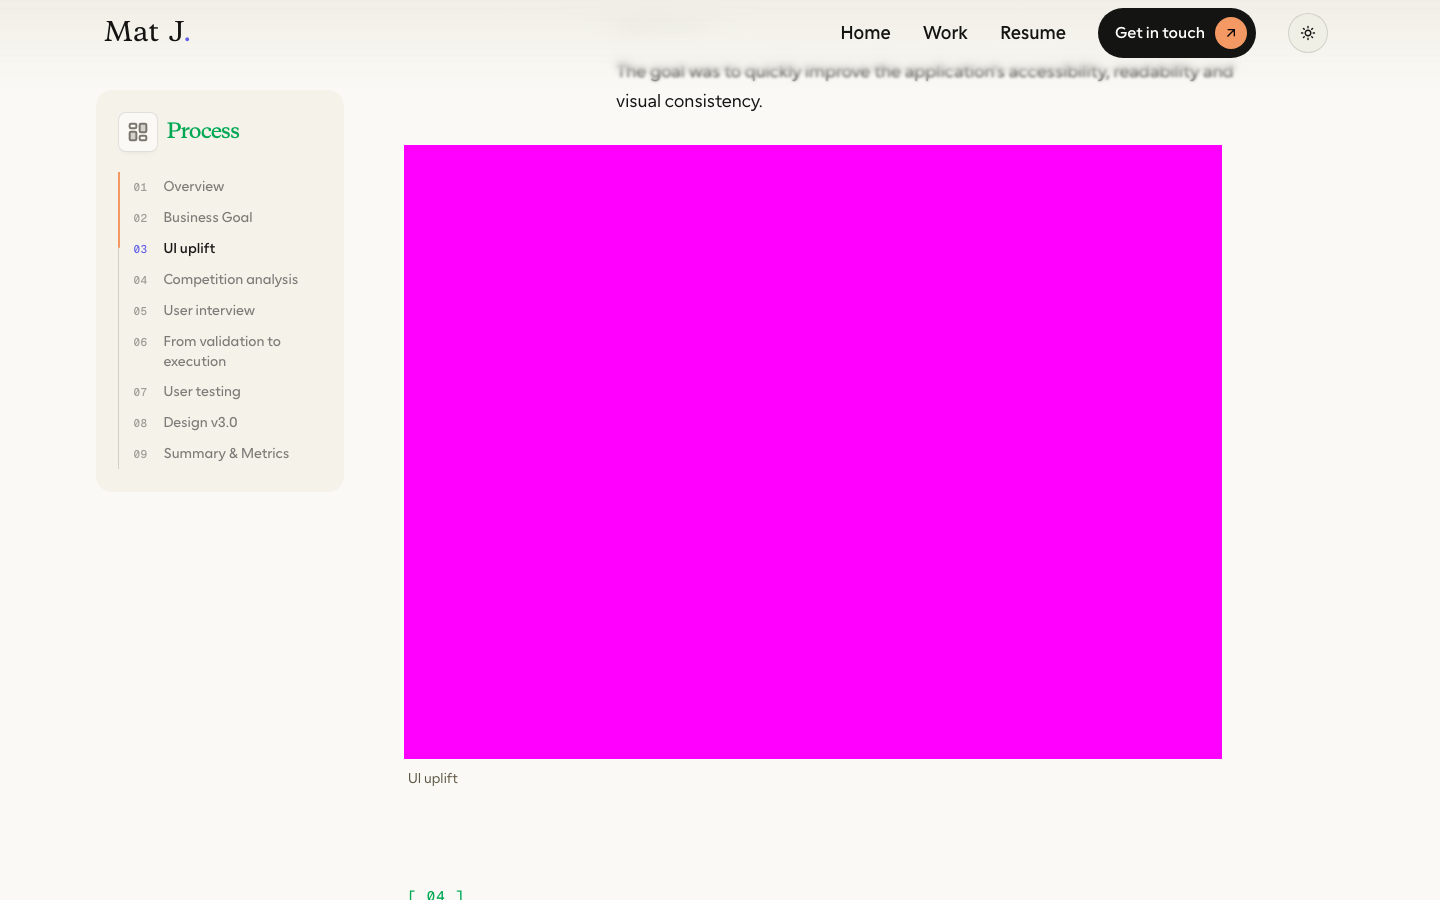 Mat J.
Home
Work
Resume
Get in touch
The goal was to quickly improve the application's accessibility, readability and
visual consistency.
Process
01 Overview
02 Business Goal
03 UI uplift
04 Competition analysis
05 User interview
06 From validation to
execution
07 User testing
08 Design v3.0
09 Summary & Metrics
UI uplift
[ 04 ]